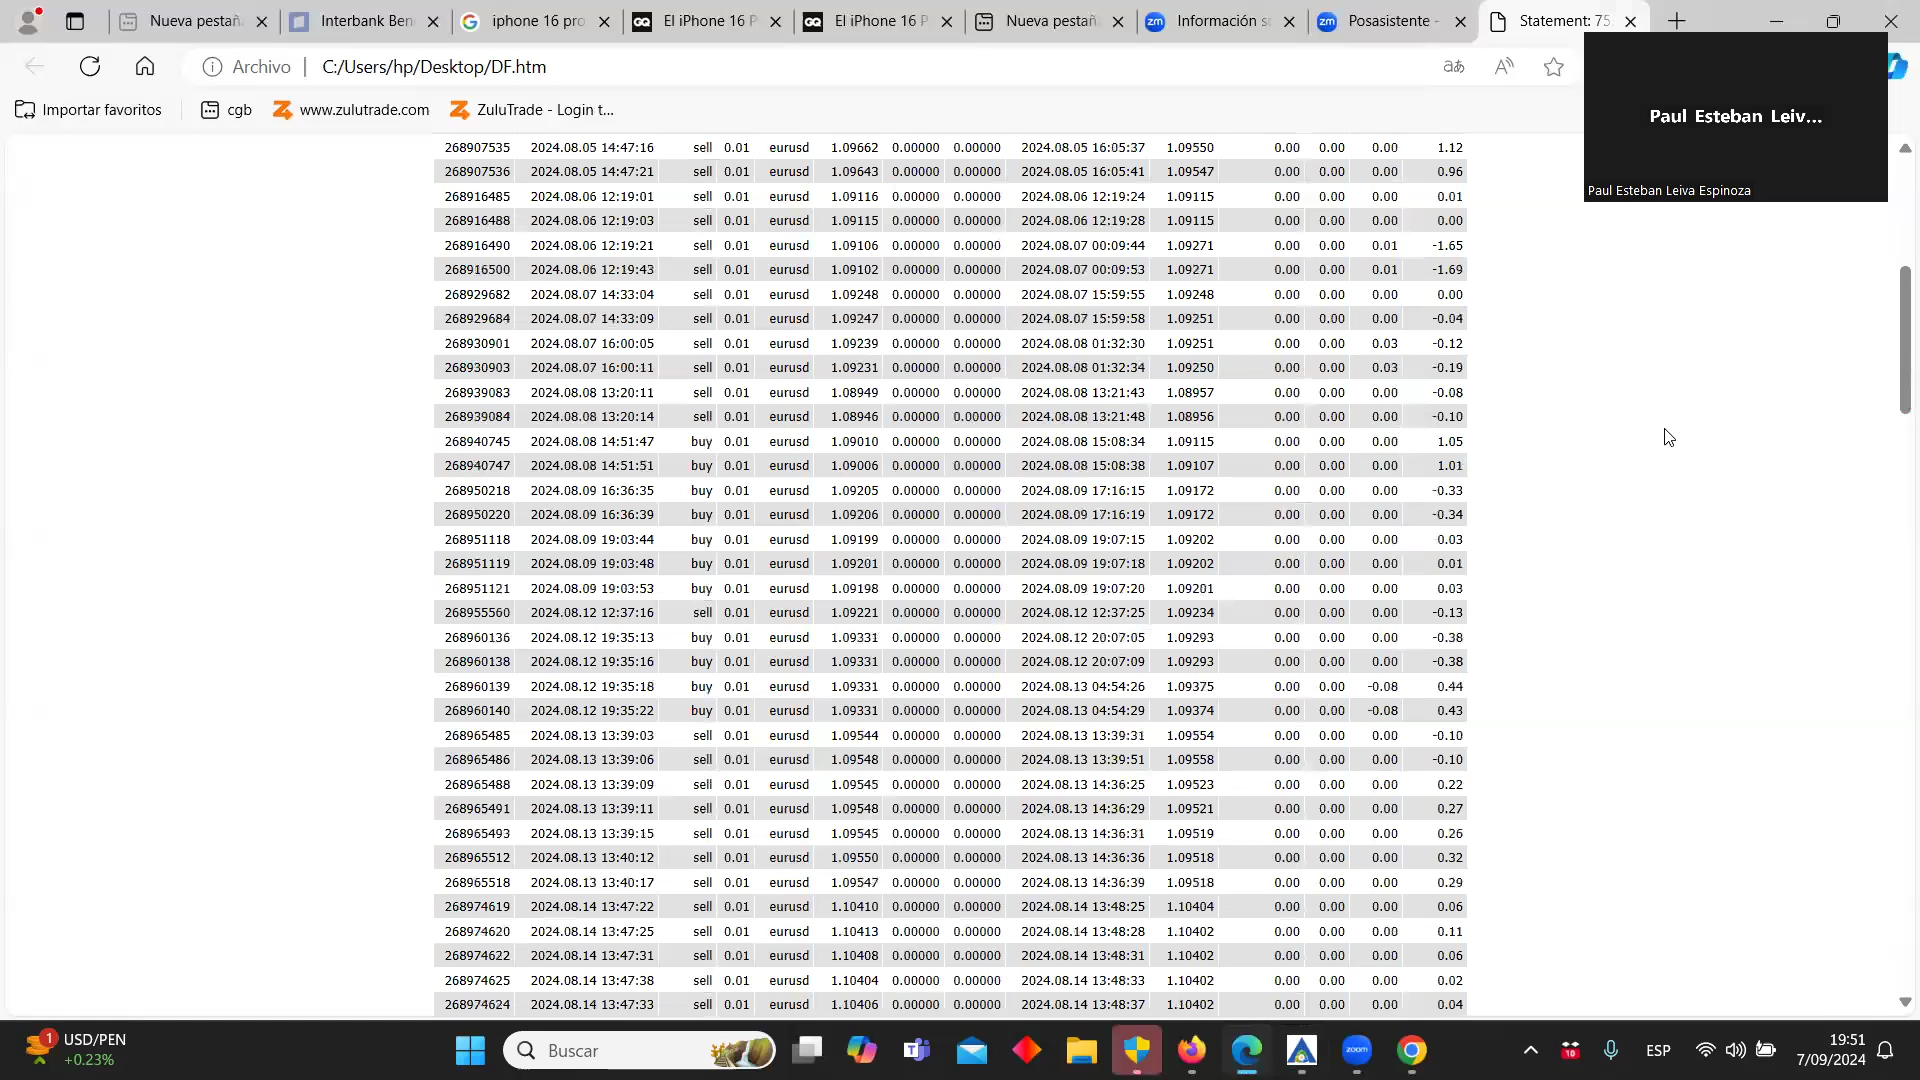 Nueva pestañ
Interbank Ben
iphone 16 pro
El iPhone 16 P
El iPhone 16 P
Nueva pestañ
Información s
Posasistente -
Statement: 75
Archivo
C:/Users/hp/Desktop/DF.htm
Importar favoritos
cgb
www.zulutrade.com
ZuluTrade - Login t...
Paul Esteban Leiv...
Paul Esteban Leiva Espinoza
268907535 2024.08.05 14:47:16 sell 0.01 eurusd 1.09662 0.00000 0.00000 2024.08.05 16:05:37 1.09550 0.00 0.00 0.00 1.12
268907536 2024.08.05 14:47:21 sell 0.01 eurusd 1.09643 0.00000 0.00000 2024.08.05 16:05:41 1.09547 0.00 0.00 0.00 0.96
268916485 2024.08.06 12:19:01 sell 0.01 eurusd 1.09116 0.00000 0.00000 2024.08.06 12:19:24 1.09115 0.00 0.00 0.00 0.01
268916488 2024.08.06 12:19:03 sell 0.01 eurusd 1.09115 0.00000 0.00000 2024.08.06 12:19:28 1.09115 0.00 0.00 0.00 0.00
268916490 2024.08.06 12:19:21 sell 0.01 eurusd 1.09106 0.00000 0.00000 2024.08.07 00:09:44 1.09271 0.00 0.00 0.01 -1.65
268916500 2024.08.06 12:19:43 sell 0.01 eurusd 1.09102 0.00000 0.00000 2024.08.07 00:09:53 1.09271 0.00 0.00 0.01 -1.69
268929682 2024.08.07 14:33:04 sell 0.01 eurusd 1.09248 0.00000 0.00000 2024.08.07 15:59:55 1.09248 0.00 0.00 0.00 0.00
268929684 2024.08.07 14:33:09 sell 0.01 eurusd 1.09247 0.00000 0.00000 2024.08.07 15:59:58 1.09251 0.00 0.00 0.00 -0.04
268930901 2024.08.07 16:00:05 sell 0.01 eurusd 1.09239 0.00000 0.00000 2024.08.08 01:32:30 1.09251 0.00 0.00 0.03 -0.12
268930903 2024.08.07 16:00:11 sell 0.01 eurusd 1.09231 0.00000 0.00000 2024.08.08 01:32:34 1.09250 0.00 0.00 0.03 -0.19
268939083 2024.08.08 13:20:11 sell 0.01 eurusd 1.08949 0.00000 0.00000 2024.08.08 13:21:43 1.08957 0.00 0.00 0.00 -0.08
268939084 2024.08.08 13:20:14 sell 0.01 eurusd 1.08946 0.00000 0.00000 2024.08.08 13:21:48 1.08956 0.00 0.00 0.00 -0.10
268940745 2024.08.08 14:51:47 buy 0.01 eurusd 1.09010 0.00000 0.00000 2024.08.08 15:08:34 1.09115 0.00 0.00 0.00 1.05
268940747 2024.08.08 14:51:51 buy 0.01 eurusd 1.09006 0.00000 0.00000 2024.08.08 15:08:38 1.09107 0.00 0.00 0.00 1.01
268950218 2024.08.09 16:36:35 buy 0.01 eurusd 1.09205 0.00000 0.00000 2024.08.09 17:16:15 1.09172 0.00 0.00 0.00 -0.33
268950220 2024.08.09 16:36:39 buy 0.01 eurusd 1.09206 0.00000 0.00000 2024.08.09 17:16:19 1.09172 0.00 0.00 0.00 -0.34
268951118 2024.08.09 19:03:44 buy 0.01 eurusd 1.09199 0.00000 0.00000 2024.08.09 19:07:15 1.09202 0.00 0.00 0.00 0.03
268951119 2024.08.09 19:03:48 buy 0.01 eurusd 1.09201 0.00000 0.00000 2024.08.09 19:07:18 1.09202 0.00 0.00 0.00 0.01
268951121 2024.08.09 19:03:53 buy 0.01 eurusd 1.09198 0.00000 0.00000 2024.08.09 19:07:20 1.09201 0.00 0.00 0.00 0.03
268955560 2024.08.12 12:37:16 sell 0.01 eurusd 1.09221 0.00000 0.00000 2024.08.12 12:37:25 1.09234 0.00 0.00 0.00 -0.13
268960136 2024.08.12 19:35:13 buy 0.01 eurusd 1.09331 0.00000 0.00000 2024.08.12 20:07:05 1.09293 0.00 0.00 0.00 -0.38
268960138 2024.08.12 19:35:16 buy 0.01 eurusd 1.09331 0.00000 0.00000 2024.08.12 20:07:09 1.09293 0.00 0.00 0.00 -0.38
268960139 2024.08.12 19:35:18 buy 0.01 eurusd 1.09331 0.00000 0.00000 2024.08.13 04:54:26 1.09375 0.00 0.00 -0.08 0.44
268960140 2024.08.12 19:35:22 buy 0.01 eurusd 1.09331 0.00000 0.00000 2024.08.13 04:54:29 1.09374 0.00 0.00 -0.08 0.43
268965485 2024.08.13 13:39:03 sell 0.01 eurusd 1.09544 0.00000 0.00000 2024.08.13 13:39:31 1.09554 0.00 0.00 0.00 -0.10
268965486 2024.08.13 13:39:06 sell 0.01 eurusd 1.09548 0.00000 0.00000 2024.08.13 13:39:51 1.09558 0.00 0.00 0.00 -0.10
268965488 2024.08.13 13:39:09 sell 0.01 eurusd 1.09545 0.00000 0.00000 2024.08.13 14:36:25 1.09523 0.00 0.00 0.00 0.22
268965491 2024.08.13 13:39:11 sell 0.01 eurusd 1.09548 0.00000 0.00000 2024.08.13 14:36:29 1.09521 0.00 0.00 0.00 0.27
268965493 2024.08.13 13:39:15 sell 0.01 eurusd 1.09545 0.00000 0.00000 2024.08.13 14:36:31 1.09519 0.00 0.00 0.00 0.26
268965512 2024.08.13 13:40:12 sell 0.01 eurusd 1.09550 0.00000 0.00000 2024.08.13 14:36:36 1.09518 0.00 0.00 0.00 0.32
268965518 2024.08.13 13:40:17 sell 0.01 eurusd 1.09547 0.00000 0.00000 2024.08.13 14:36:39 1.09518 0.00 0.00 0.00 0.29
268974619 2024.08.14 13:47:22 sell 0.01 eurusd 1.10410 0.00000 0.00000 2024.08.14 13:48:25 1.10404 0.00 0.00 0.00 0.06
268974620 2024.08.14 13:47:25 sell 0.01 eurusd 1.10413 0.00000 0.00000 2024.08.14 13:48:28 1.10402 0.00 0.00 0.00 0.11
268974622 2024.08.14 13:47:31 sell 0.01 eurusd 1.10408 0.00000 0.00000 2024.08.14 13:48:31 1.10402 0.00 0.00 0.00 0.06
268974625 2024.08.14 13:47:38 sell 0.01 eurusd 1.10404 0.00000 0.00000 2024.08.14 13:48:33 1.10402 0.00 0.00 0.00 0.02
268974624 2024.08.14 13:47:33 sell 0.01 eurusd 1.10406 0.00000 0.00000 2024.08.14 13:48:37 1.10402 0.00 0.00 0.00 0.04
1
USD/PEN
+0.23%
Buscar
zoom
10
ESP
19:51
7/09/2024